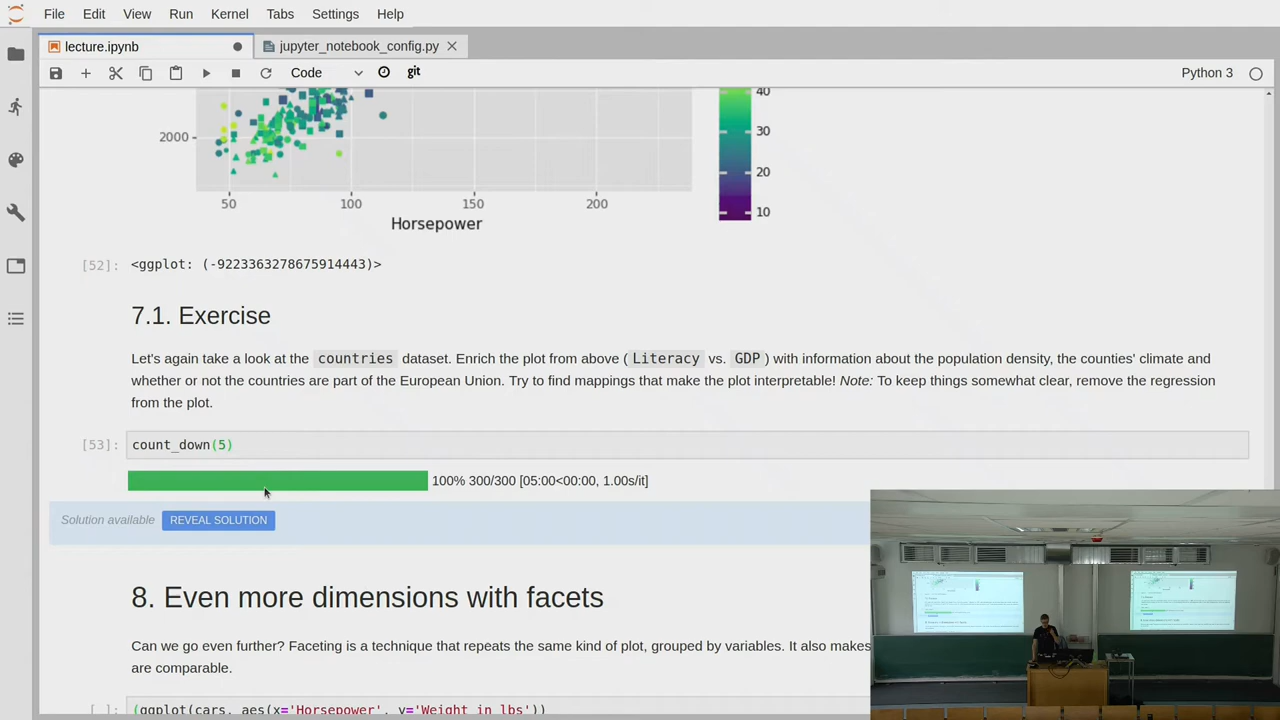 File Edit View Run Kernel Tabs Settings Help
lecture.ipynb
jupyter_notebook_config.py
Code
git
Python 3
40
30
20
10
2000
50 100 150 200
Horsepower
[52]: <ggplot: (-9223363278675914443)>
7.1. Exercise
Let's again take a look at the countries dataset. Enrich the plot from above ( Literacy vs. GDP ) with information about the population density, the counties' climate and
whether or not the countries are part of the European Union. Try to find mappings that make the plot interpretable! Note: To keep things somewhat clear, remove the regression
from the plot.
[53]: count_down(5)
100% 300/300 [05:00<00:00, 1.00s/it]
Solution available REVEAL SOLUTION
8. Even more dimensions with facets
Can we go even further? Faceting is a technique that repeats the same kind of plot, grouped by variables. It also makes
are comparable.
[ ]: (ggplot(cars, aes(x='Horsepower', y='Weight_in_lbs'))